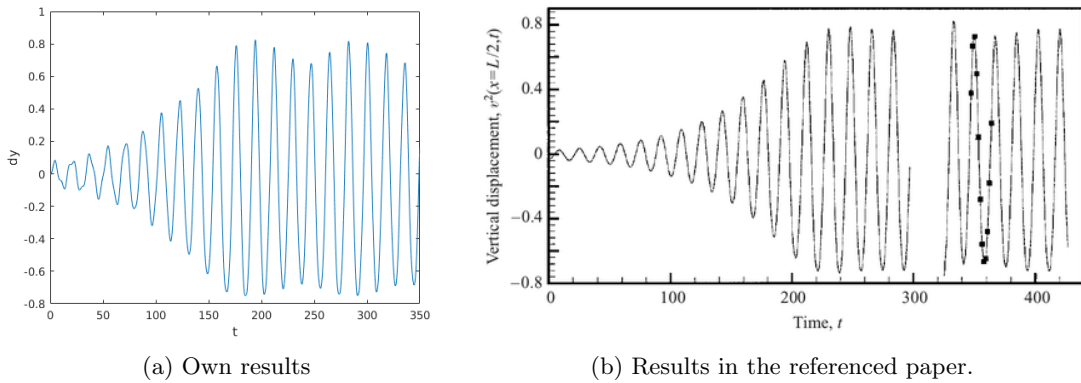 1
0.8
0.6
0.4
0.2
0
-0.2
-0.4
-0.6
-0.8
dy
0 50 100 150 200 250 300 350
t
(a) Own results
0.8
0.4
0
−0.4
−0.8
Vertical displacement, v²(x=L/2,t)
0 100 200 300 400
Time, t
(b) Results in the referenced paper.